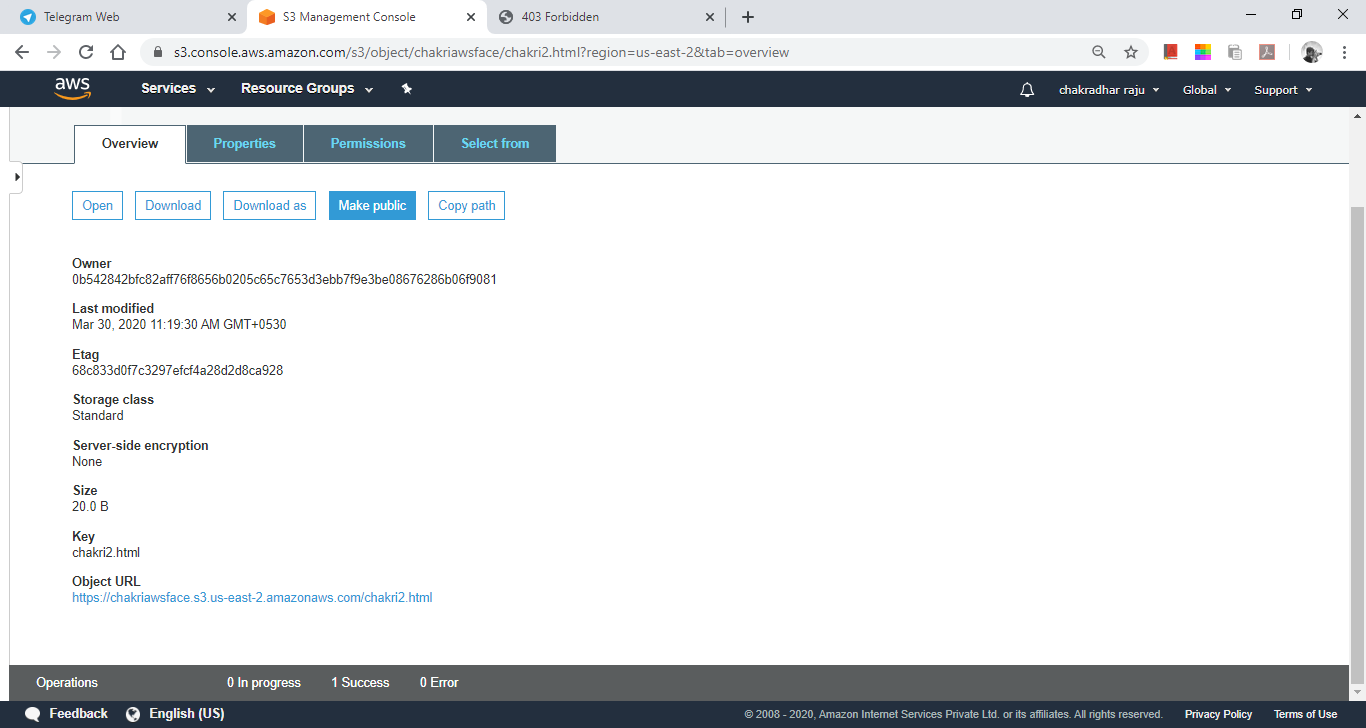 Telegram Web
S3 Management Console
403 Forbidden
s3.console.aws.amazon.com/s3/object/chakriawsface/chakri2.html?region=us-east-2&tab=overview
aws Services Resource Groups chakradhar raju Global Support
Overview Properties Permissions Select from
Open Download Download as Make public Copy path
Owner
0b542842bfc82aff76f8656b0205c65c7653d3ebb7f9e3be08676286b06f9081
Last modified
Mar 30, 2020 11:19:30 AM GMT+0530
Etag
68c833d0f7c3297efcf4a28d2d8ca928
Storage class
Standard
Server-side encryption
None
Size
20.0 B
Key
chakri2.html
Object URL
https://chakriawsface.s3.us-east-2.amazonaws.com/chakri2.html
Operations 0 In progress 1 Success 0 Error
Feedback English (US) © 2008 - 2020, Amazon Internet Services Private Ltd. or its affiliates. All rights reserved. Privacy Policy Terms of Use